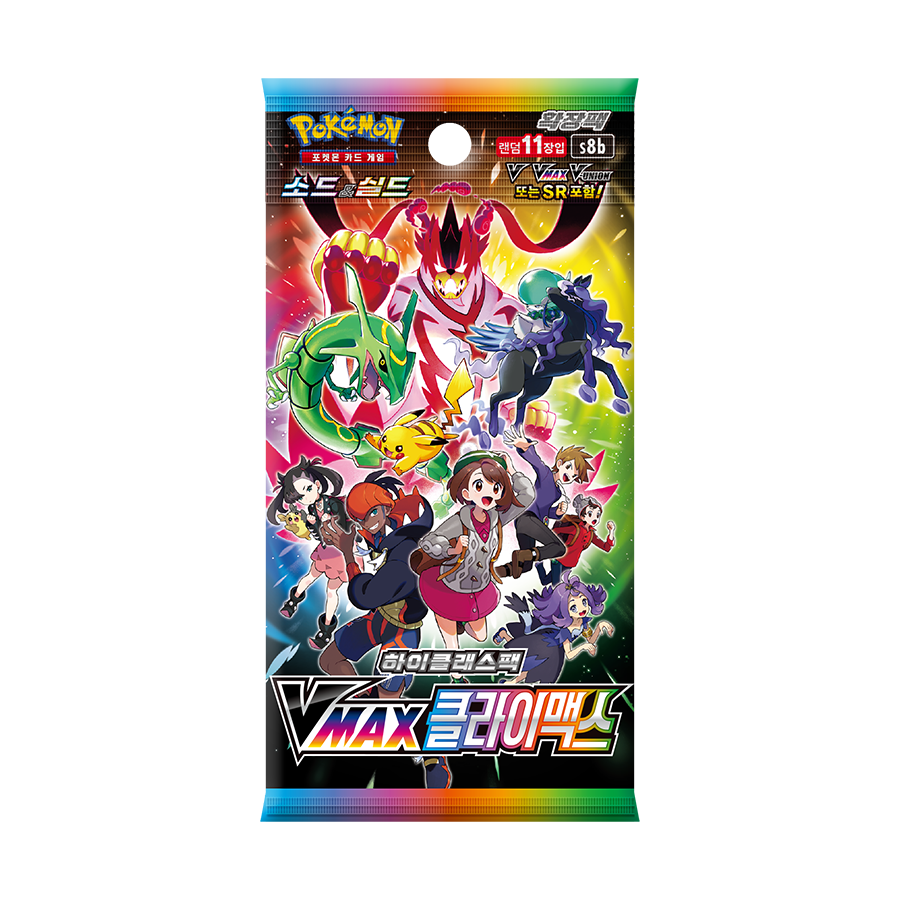 POKéMON
포켓몬 카드 게임
소드&실드
확장팩
랜덤 11장입
s8b
V VMAX V-UNION
또는 SR 포함!
하이클래스팩
VMAX 클라이맥스